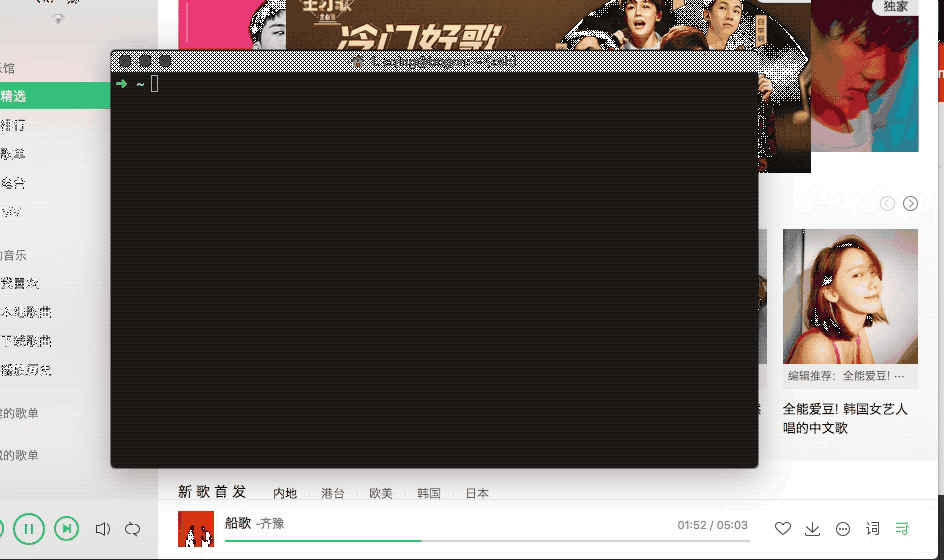 独家
冷门好歌
乐馆
精选
排行
歌单
电台
MV
的音乐
我喜欢
本地歌曲
下载歌曲
播放历史
的歌单
的歌单
➜ ~
编辑推荐：全能爱豆! ···
全能爱豆! 韩国女艺人
唱的中文歌
新歌首发 内地 港台 欧美 韩国 日本
船歌 -齐豫
01:52 / 05:03
词